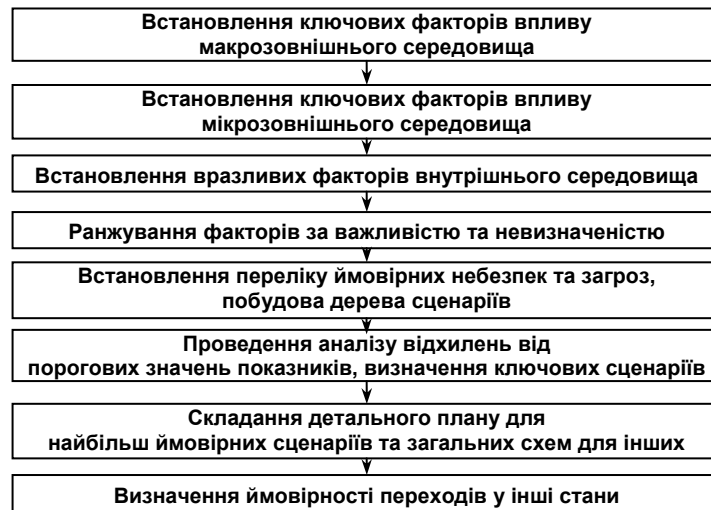 Встановлення ключових факторів впливу
макрозовнішнього середовища
Встановлення ключових факторів впливу
мікрозовнішнього середовища
Встановлення вразливих факторів внутрішнього середовища
Ранжування факторів за важливістю та невизначеністю
Встановлення переліку ймовірних небезпек та загроз,
побудова дерева сценаріїв
Проведення аналізу відхилень від
порогових значень показників, визначення ключових сценаріїв
Складання детального плану для
найбільш ймовірних сценаріїв та загальних схем для інших
Визначення ймовірності переходів у інші стани